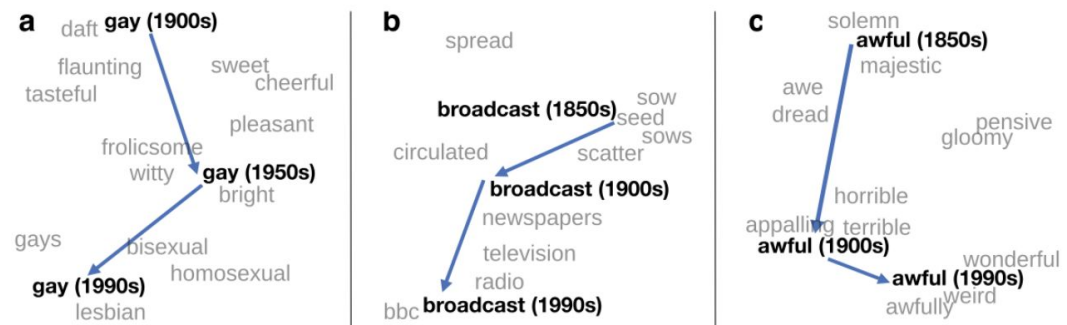 a
daft gay (1900s)
flaunting
sweet
tasteful
cheerful
pleasant
frolicsome
witty
gay (1950s)
bright
gays
bisexual
homosexual
gay (1990s)
lesbian
b
spread
broadcast (1850s)
sow
seed
sows
circulated
scatter
broadcast (1900s)
newspapers
television
radio
bbc broadcast (1990s)
c
solemn
awful (1850s)
majestic
awe
dread
pensive
gloomy
horrible
appalling terrible
awful (1900s)
wonderful
awful (1990s)
weird
awfully